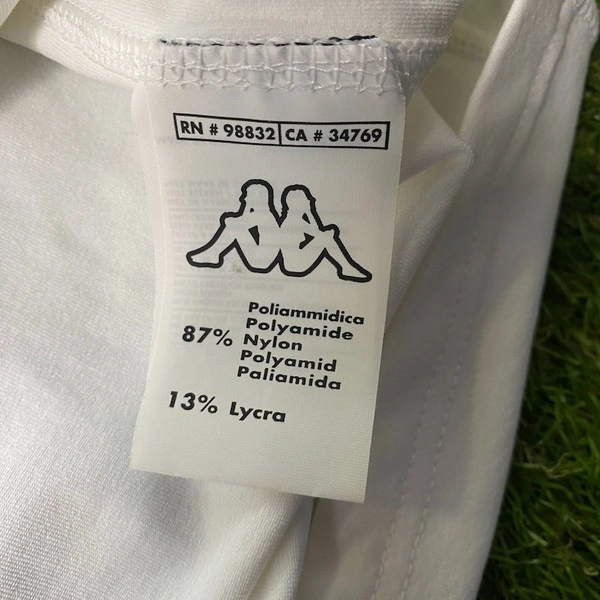 RN # 98832 CA # 34769
Poliammidica
Polyamide
87% Nylon
Polyamid
Paliamida
13% Lycra